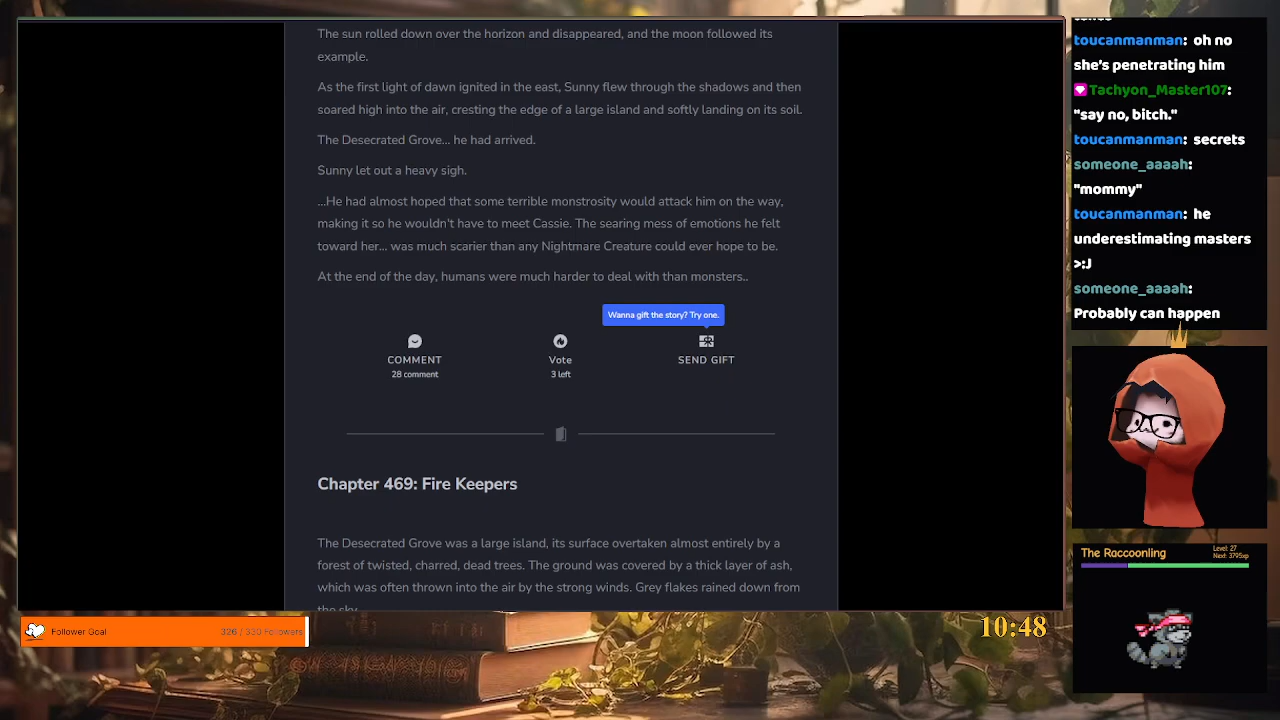 The sun rolled down over the horizon and disappeared, and the moon followed its
example.
As the first light of dawn ignited in the east, Sunny flew through the shadows and then
soared high into the air, cresting the edge of a large island and softly landing on its soil.
The Desecrated Grove... he had arrived.
Sunny let out a heavy sigh.
...He had almost hoped that some terrible monstrosity would attack him on the way,
making it so he wouldn't have to meet Cassie. The searing mess of emotions he felt
toward her... was much scarier than any Nightmare Creature could ever hope to be.
At the end of the day, humans were much harder to deal with than monsters..
Wanna gift the story? Try one.
COMMENT
28 comment
Vote
3 left
SEND GIFT
Chapter 469: Fire Keepers
The Desecrated Grove was a large island, its surface overtaken almost entirely by a
forest of twisted, charred, dead trees. The ground was covered by a thick layer of ash,
which was often thrown into the air by the strong winds. Grey flakes rained down from
the sky
toucanmanman: oh no
she's penetrating him
Tachyon_Master107:
"say no, bitch."
toucanmanman: secrets
someone_aaaah:
"mommy"
toucanmanman: he
underestimating masters
>:J
someone_aaaah:
Probably can happen
The Raccoonling
Level: 27
Next: 3795xp
Follower Goal
326 / 330 Followers
10:48